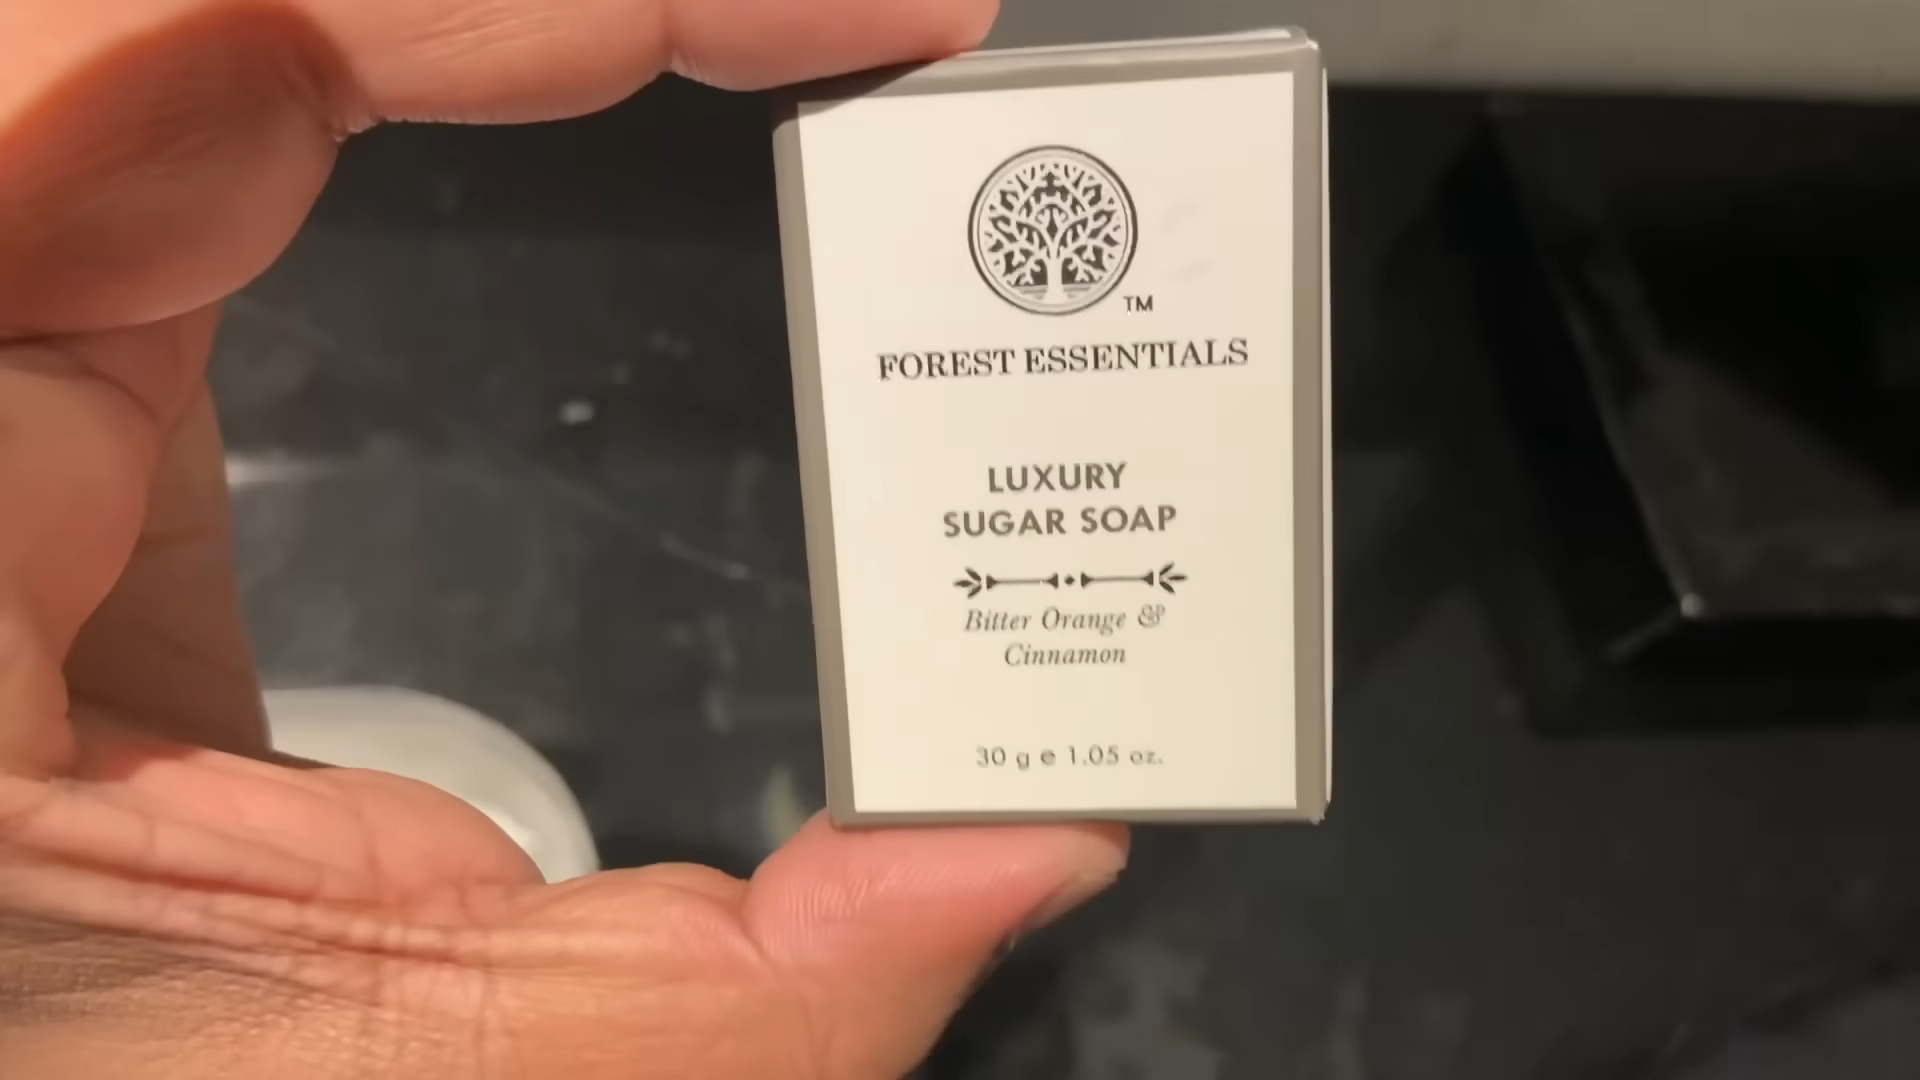 TM
FOREST ESSENTIALS
LUXURY
SUGAR SOAP
Bitter Orange &
Cinnamon
30 g e 1.05 oz.